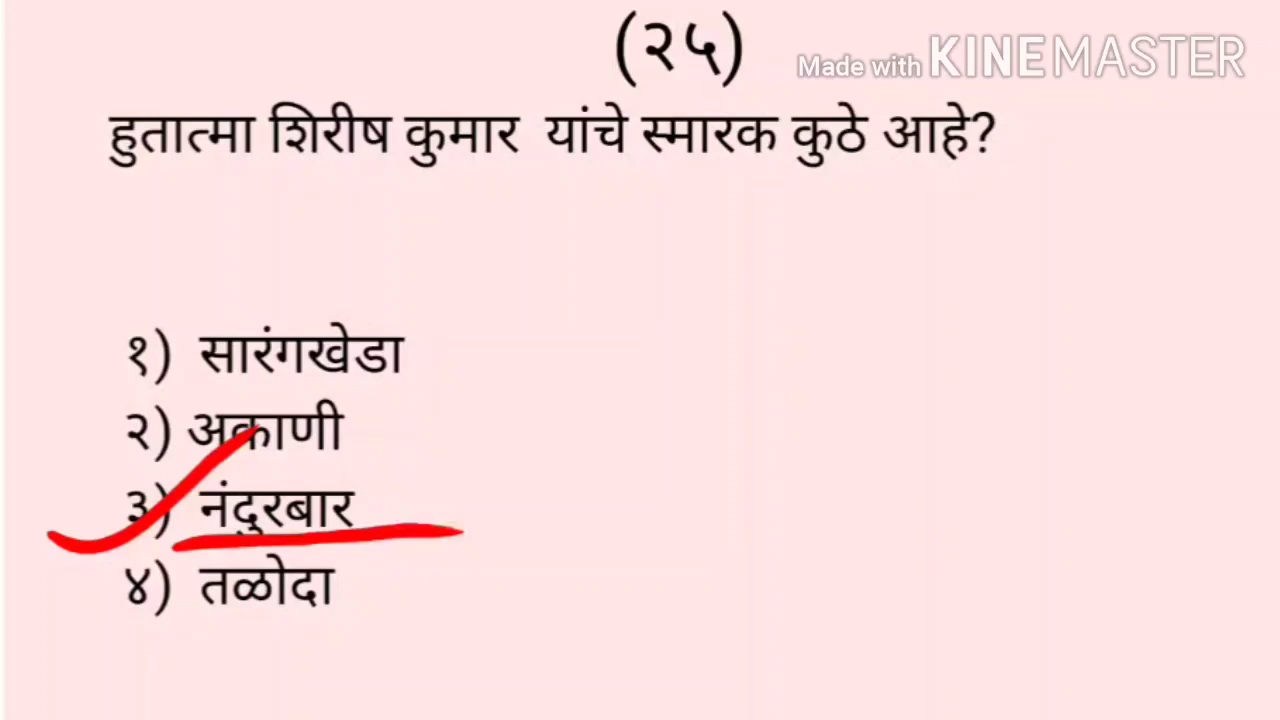 (२५)
Made with KINEMASTER
हुतात्मा शिरीष कुमार यांचे स्मारक कुठे आहे?
१) सारंगखेडा
२) अकाणी
३) नंदुरबार
४) तळोदा